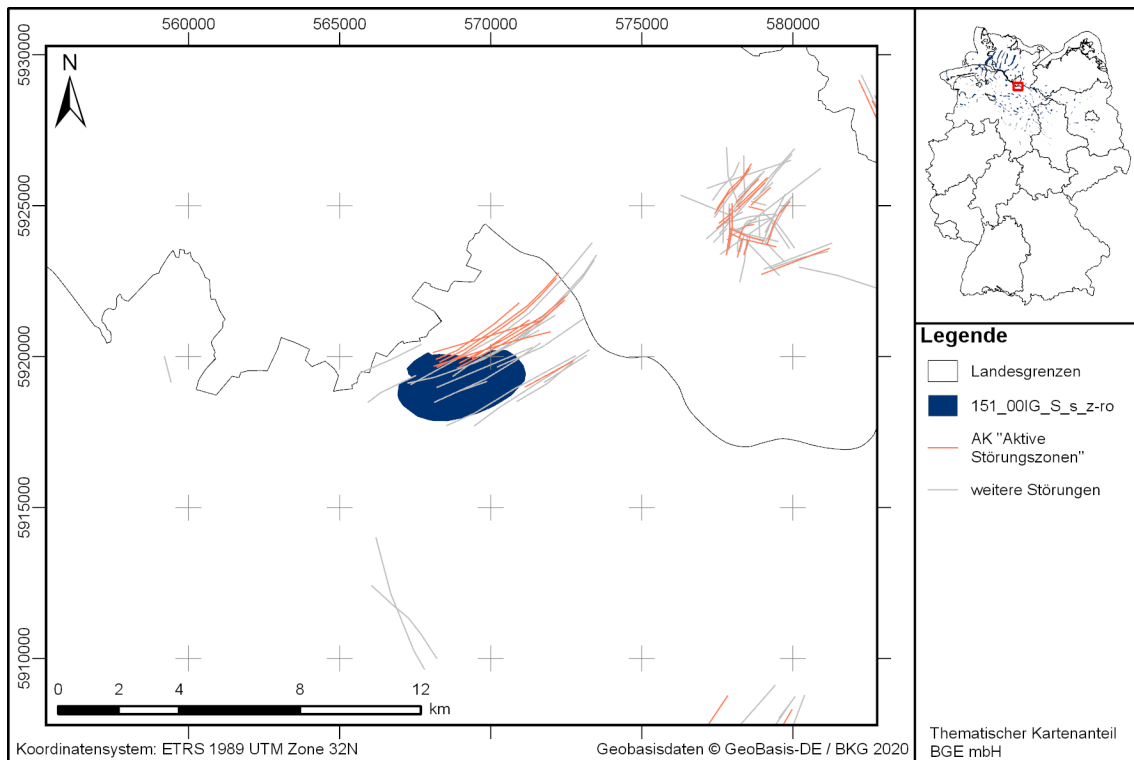 560000 565000 570000 575000 580000
5930000
5925000
5920000
5915000
5910000
N
0 2 4 8 12
km
Koordinatensystem: ETRS 1989 UTM Zone 32N
Geobasisdaten © GeoBasis-DE / BKG 2020
Legende
Landesgrenzen
151_00IG_S_s_z-ro
AK "Aktive
Störungszonen"
weitere Störungen
Thematischer Kartenanteil
BGE mbH